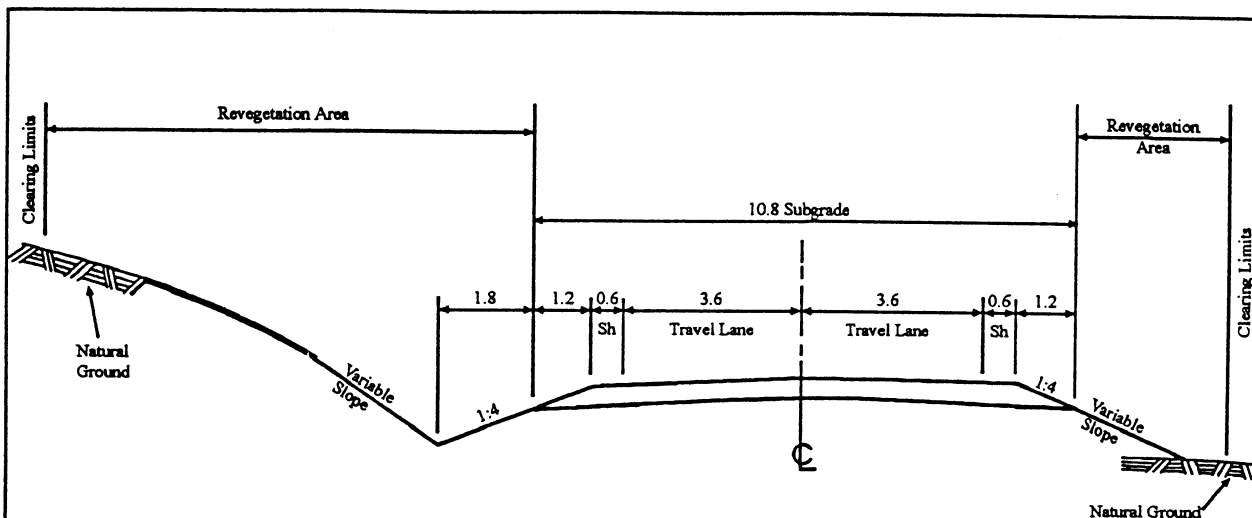 Revegetation Area
Clearing Limits
Revegetation
Area
Clearing Limits
10.8 Subgrade
1.8
1.2
0.6
3.6
3.6
0.6
1.2
Sh
Travel Lane
Travel Lane
Sh
Natural
Ground
Variable
Slope
1:4
1:4
Variable
Slope
CL
Natural Ground